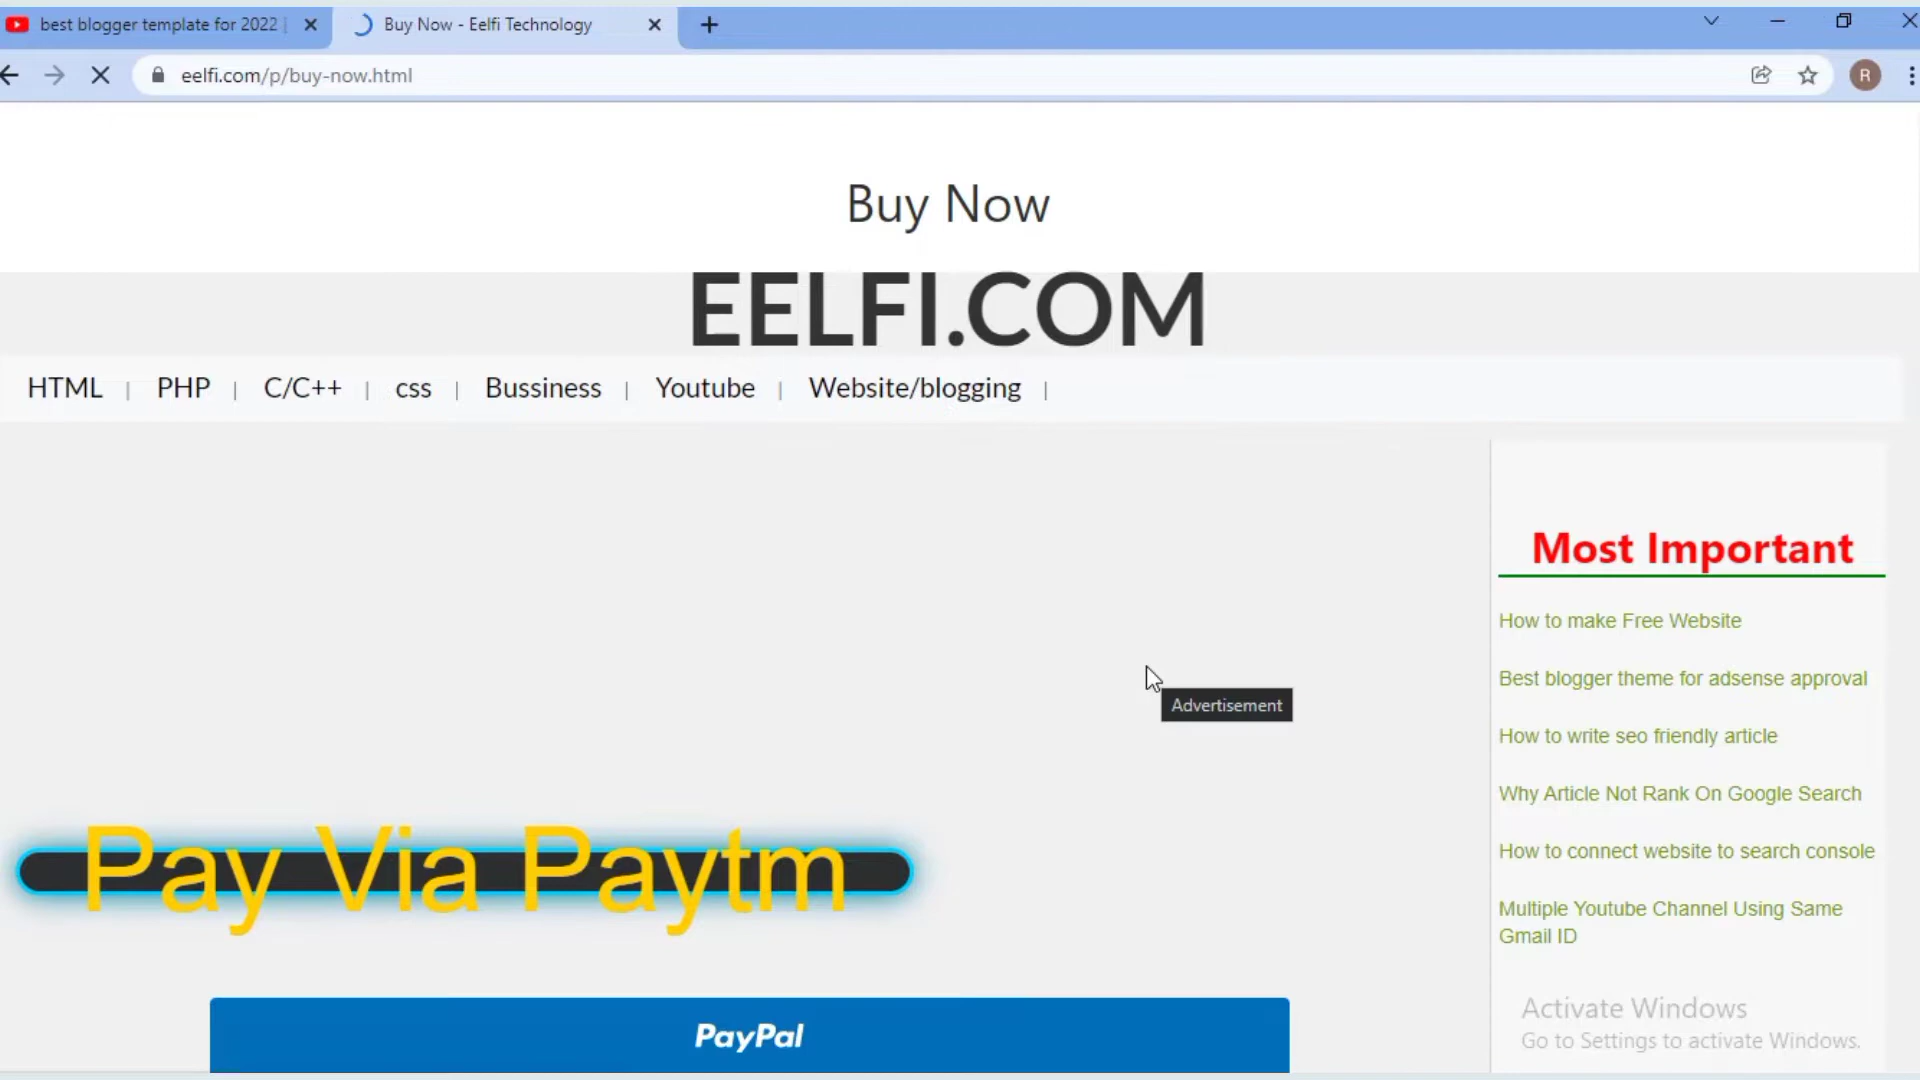 best blogger template for 2022 |
Buy Now - Eelfi Technology
eelfi.com/p/buy-now.html
R
Buy Now
EELFI.COM
HTML | PHP | C/C++ | css | Bussiness | Youtube | Website/blogging |
Most Important
How to make Free Website
Best blogger theme for adsense approval
Advertisement
How to write seo friendly article
Why Article Not Rank On Google Search
Pay Via Paytm
How to connect website to search console
Multiple Youtube Channel Using Same
Gmail ID
PayPal
Activate Windows
Go to Settings to activate Windows.